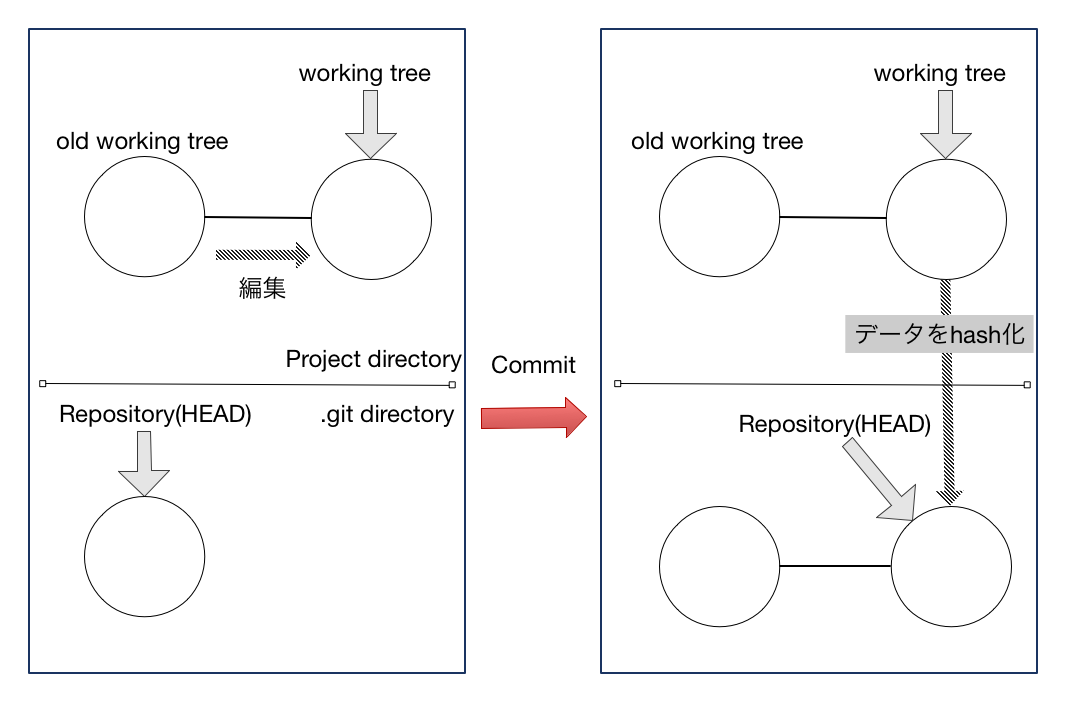 working tree
old working tree
編集
Project directory
Repository(HEAD)
.git directory
Commit
working tree
old working tree
データをhash化
Repository(HEAD)